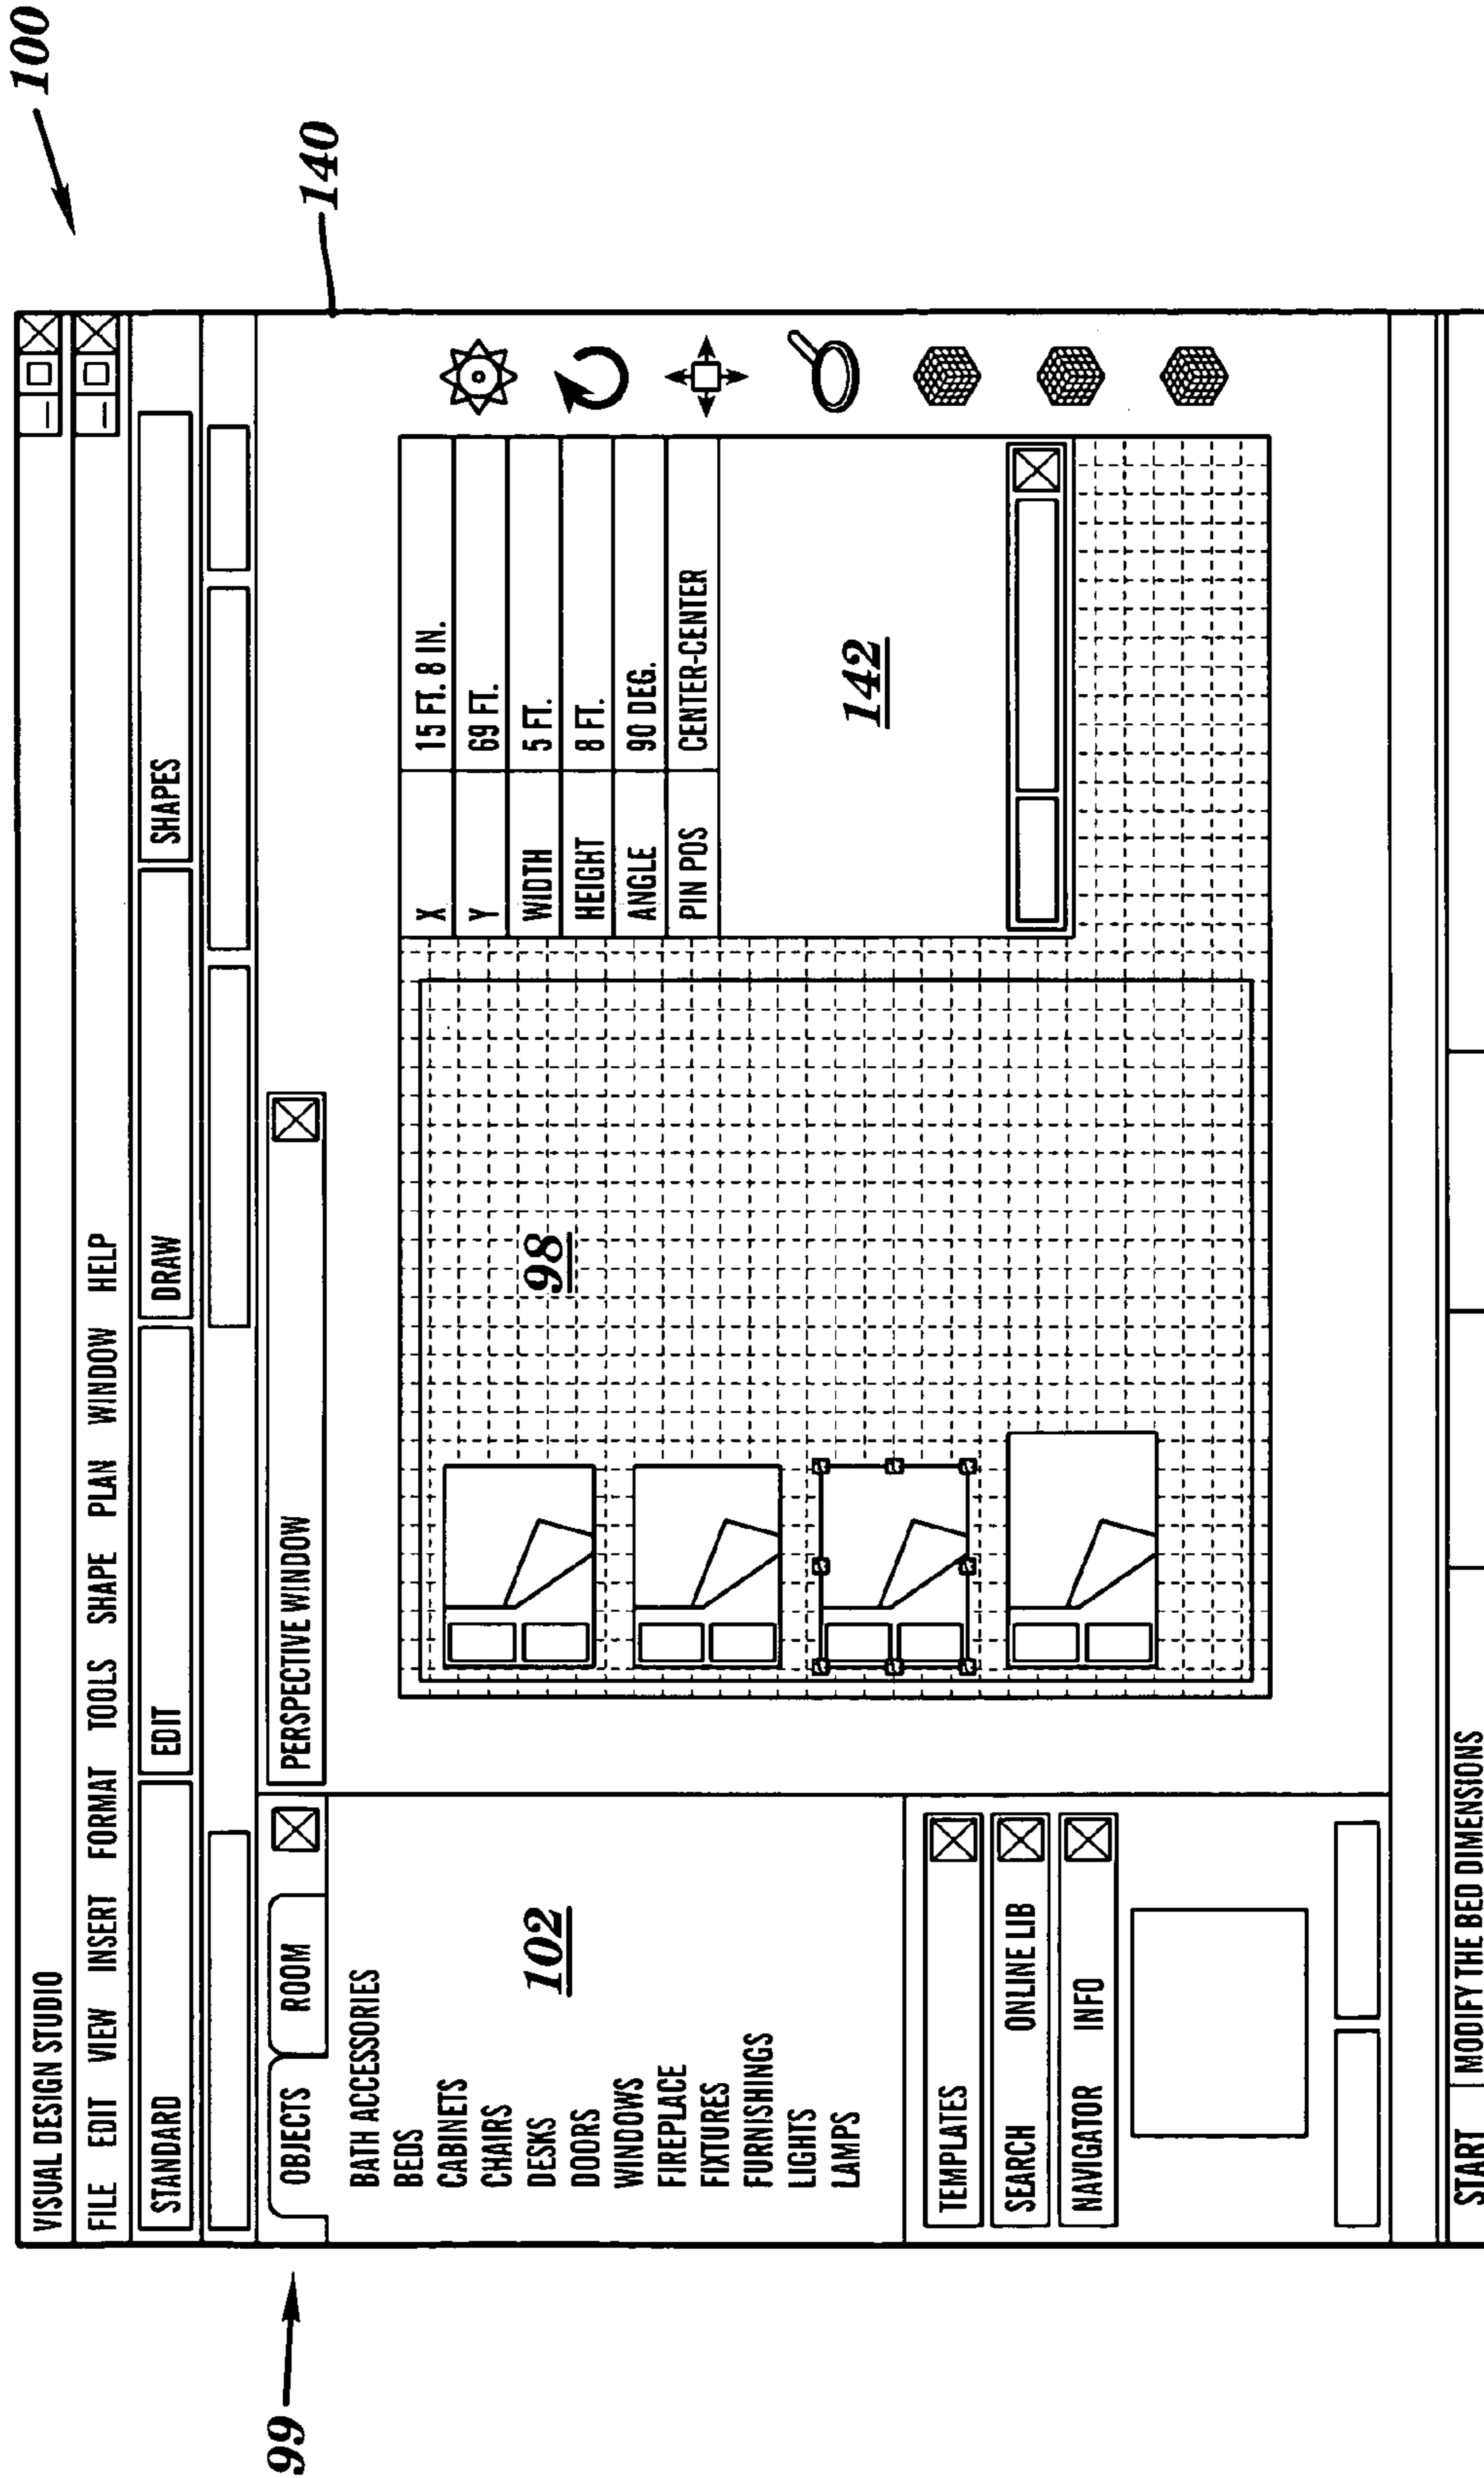 100
VISUAL DESIGN STUDIO
FILE EDIT VIEW INSERT FORMAT TOOLS SHAPE PLAN WINDOW HELP
STANDARD EDIT DRAW SHAPES
99
140
OBJECTS ROOM
PERSPECTIVE WINDOW
BATH ACCESSORIES
BEDS
CABINETS
CHAIRS
DESKS
DOORS
WINDOWS
FIREPLACE
FIXTURES
FURNISHINGS
LIGHTS
LAMPS
102
98
X 15 FT. 8 IN.
Y 69 FT.
WIDTH 5 FT.
HEIGHT 8 FT.
ANGLE 90 DEG.
PIN POS CENTER-CENTER
142
TEMPLATES
SEARCH ONLINE LIB
NAVIGATOR INFO
START MODIFY THE BED DIMENSIONS